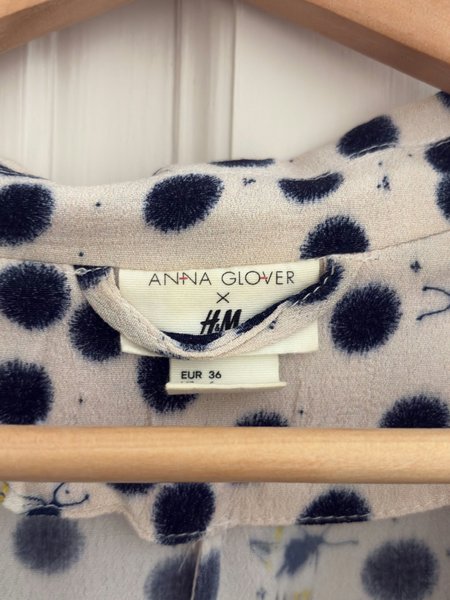 ANNA GLOVER
×
H&M
EUR 36